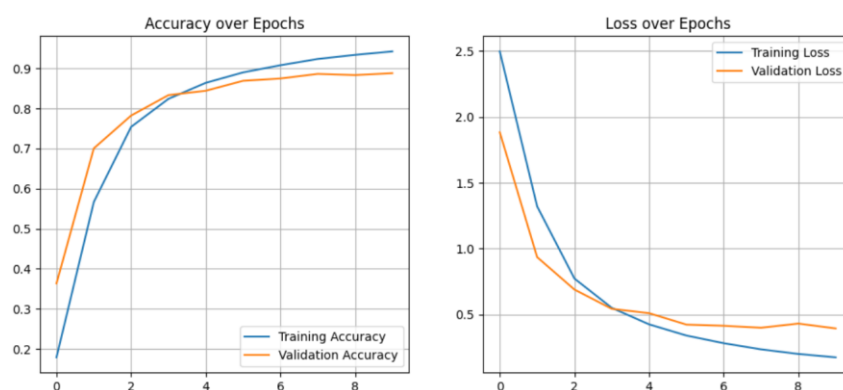 Accuracy over Epochs
0.9
0.8
0.7
0.6
0.5
0.4
0.3
0.2
0 2 4 6 8
Training Accuracy
Validation Accuracy
Loss over Epochs
2.5
2.0
1.5
1.0
0.5
0 2 4 6 8
Training Loss
Validation Loss